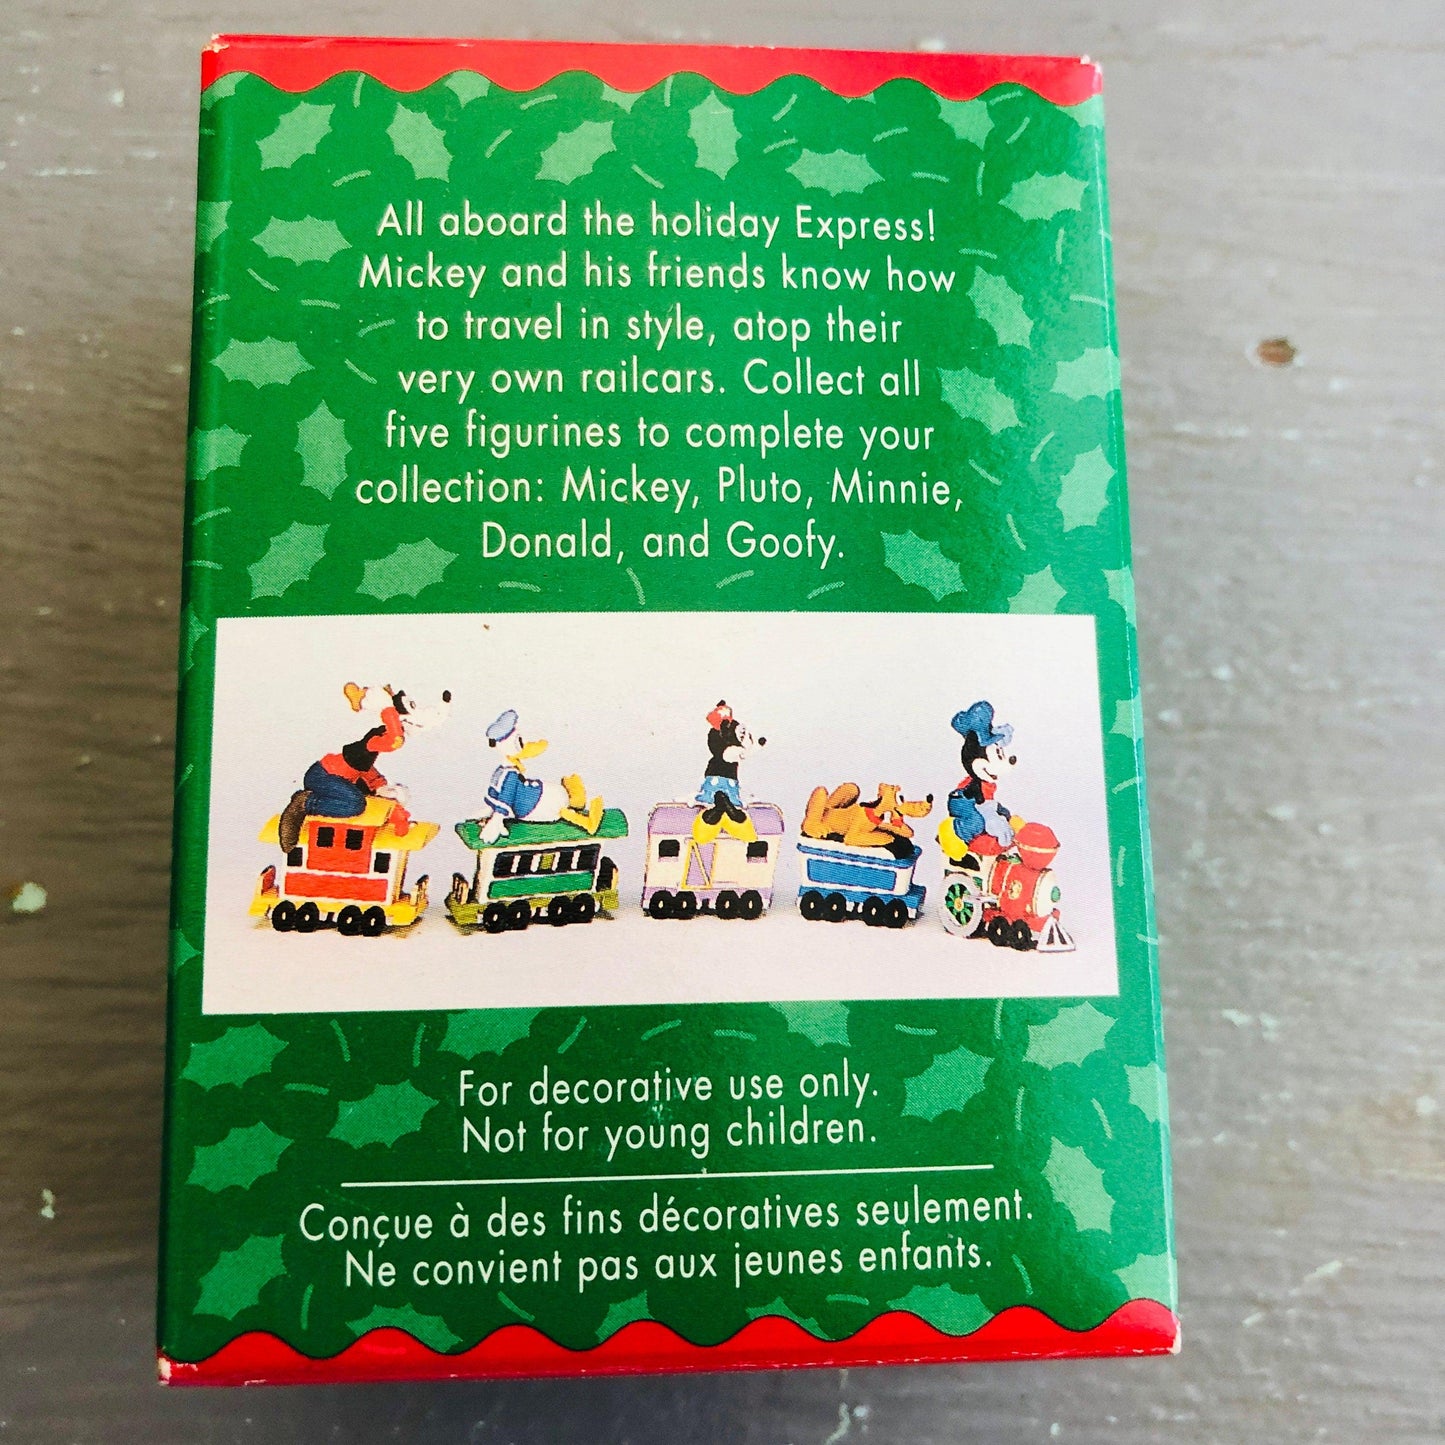 All aboard the holiday Express!
Mickey and his friends know how
to travel in style, atop their
very own railcars. Collect all
five figurines to complete your
collection: Mickey, Pluto, Minnie,
Donald, and Goofy.
For decorative use only.
Not for young children.
Conçue à des fins décoratives seulement.
Ne convient pas aux jeunes enfants.